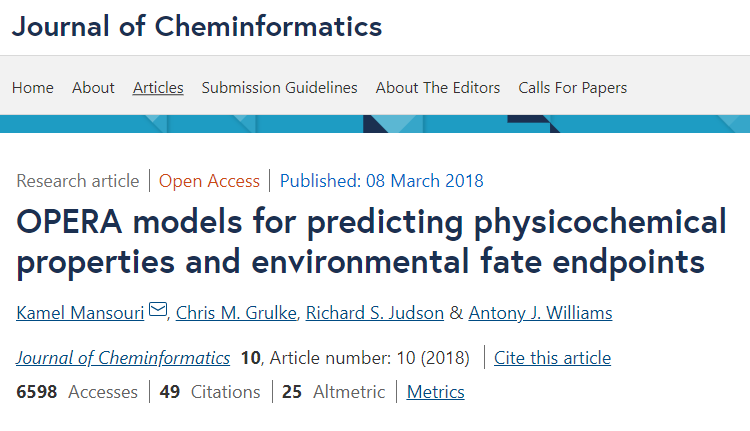 Journal of Cheminformatics
Home About Articles Submission Guidelines About The Editors Calls For Papers
Research article Open Access Published: 08 March 2018
OPERA models for predicting physicochemical
properties and environmental fate endpoints
Kamel Mansouri, Chris M. Grulke, Richard S. Judson & Antony J. Williams
Journal of Cheminformatics 10, Article number: 10 (2018) Cite this article
6598 Accesses 49 Citations 25 Altmetric Metrics